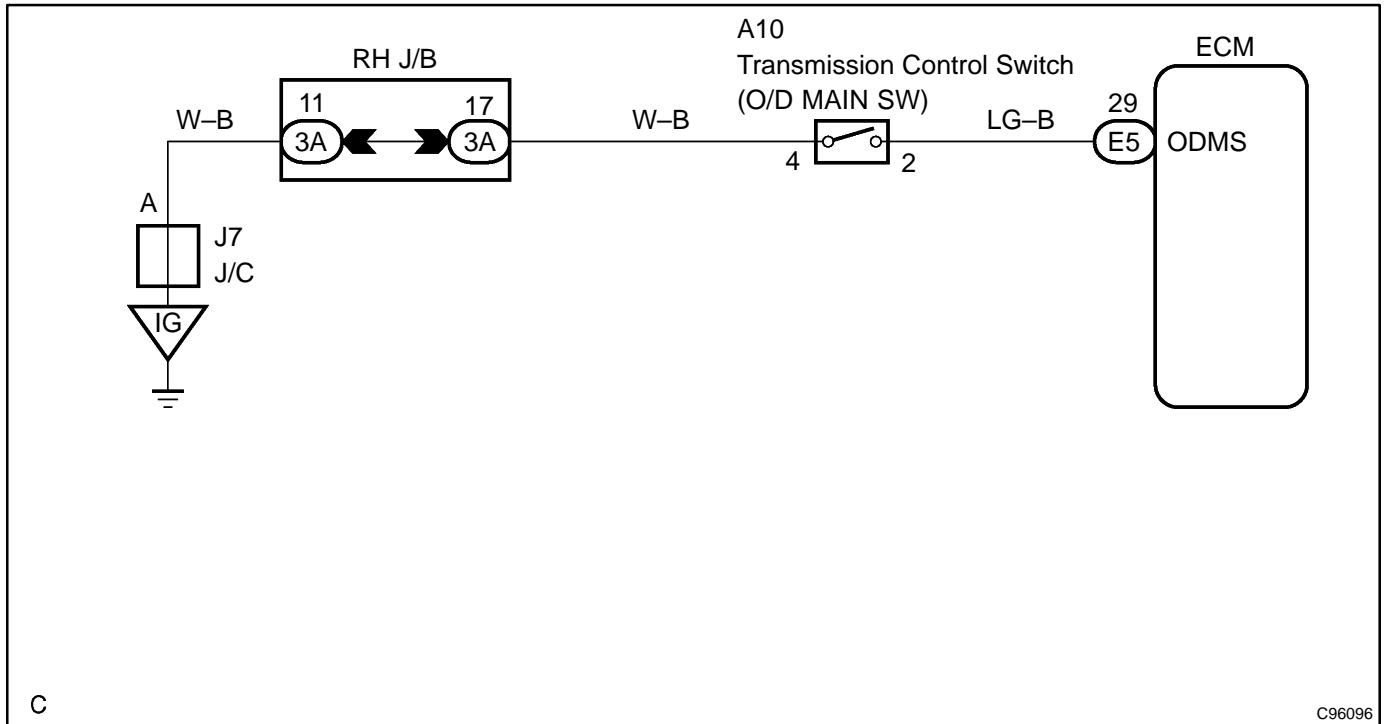 A10
Transmission Control Switch
(O/D MAIN SW)
ECM
RH J/B
11
17
29
W–B
3A
3A
W–B
LG–B
E5
ODMS
4
2
A
J7
J/C
IG
C
C96096